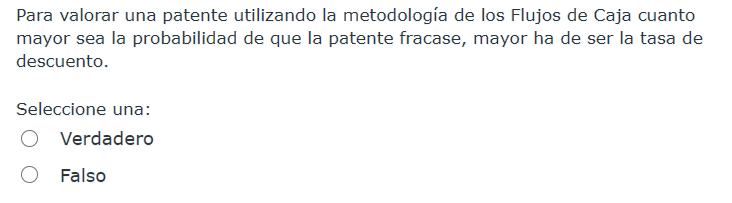 Para valorar una patente utilizando la metodología de los Flujos de Caja cuanto
mayor sea la probabilidad de que la patente fracase, mayor ha de ser la tasa de
descuento.
Seleccione una:
Verdadero
Falso